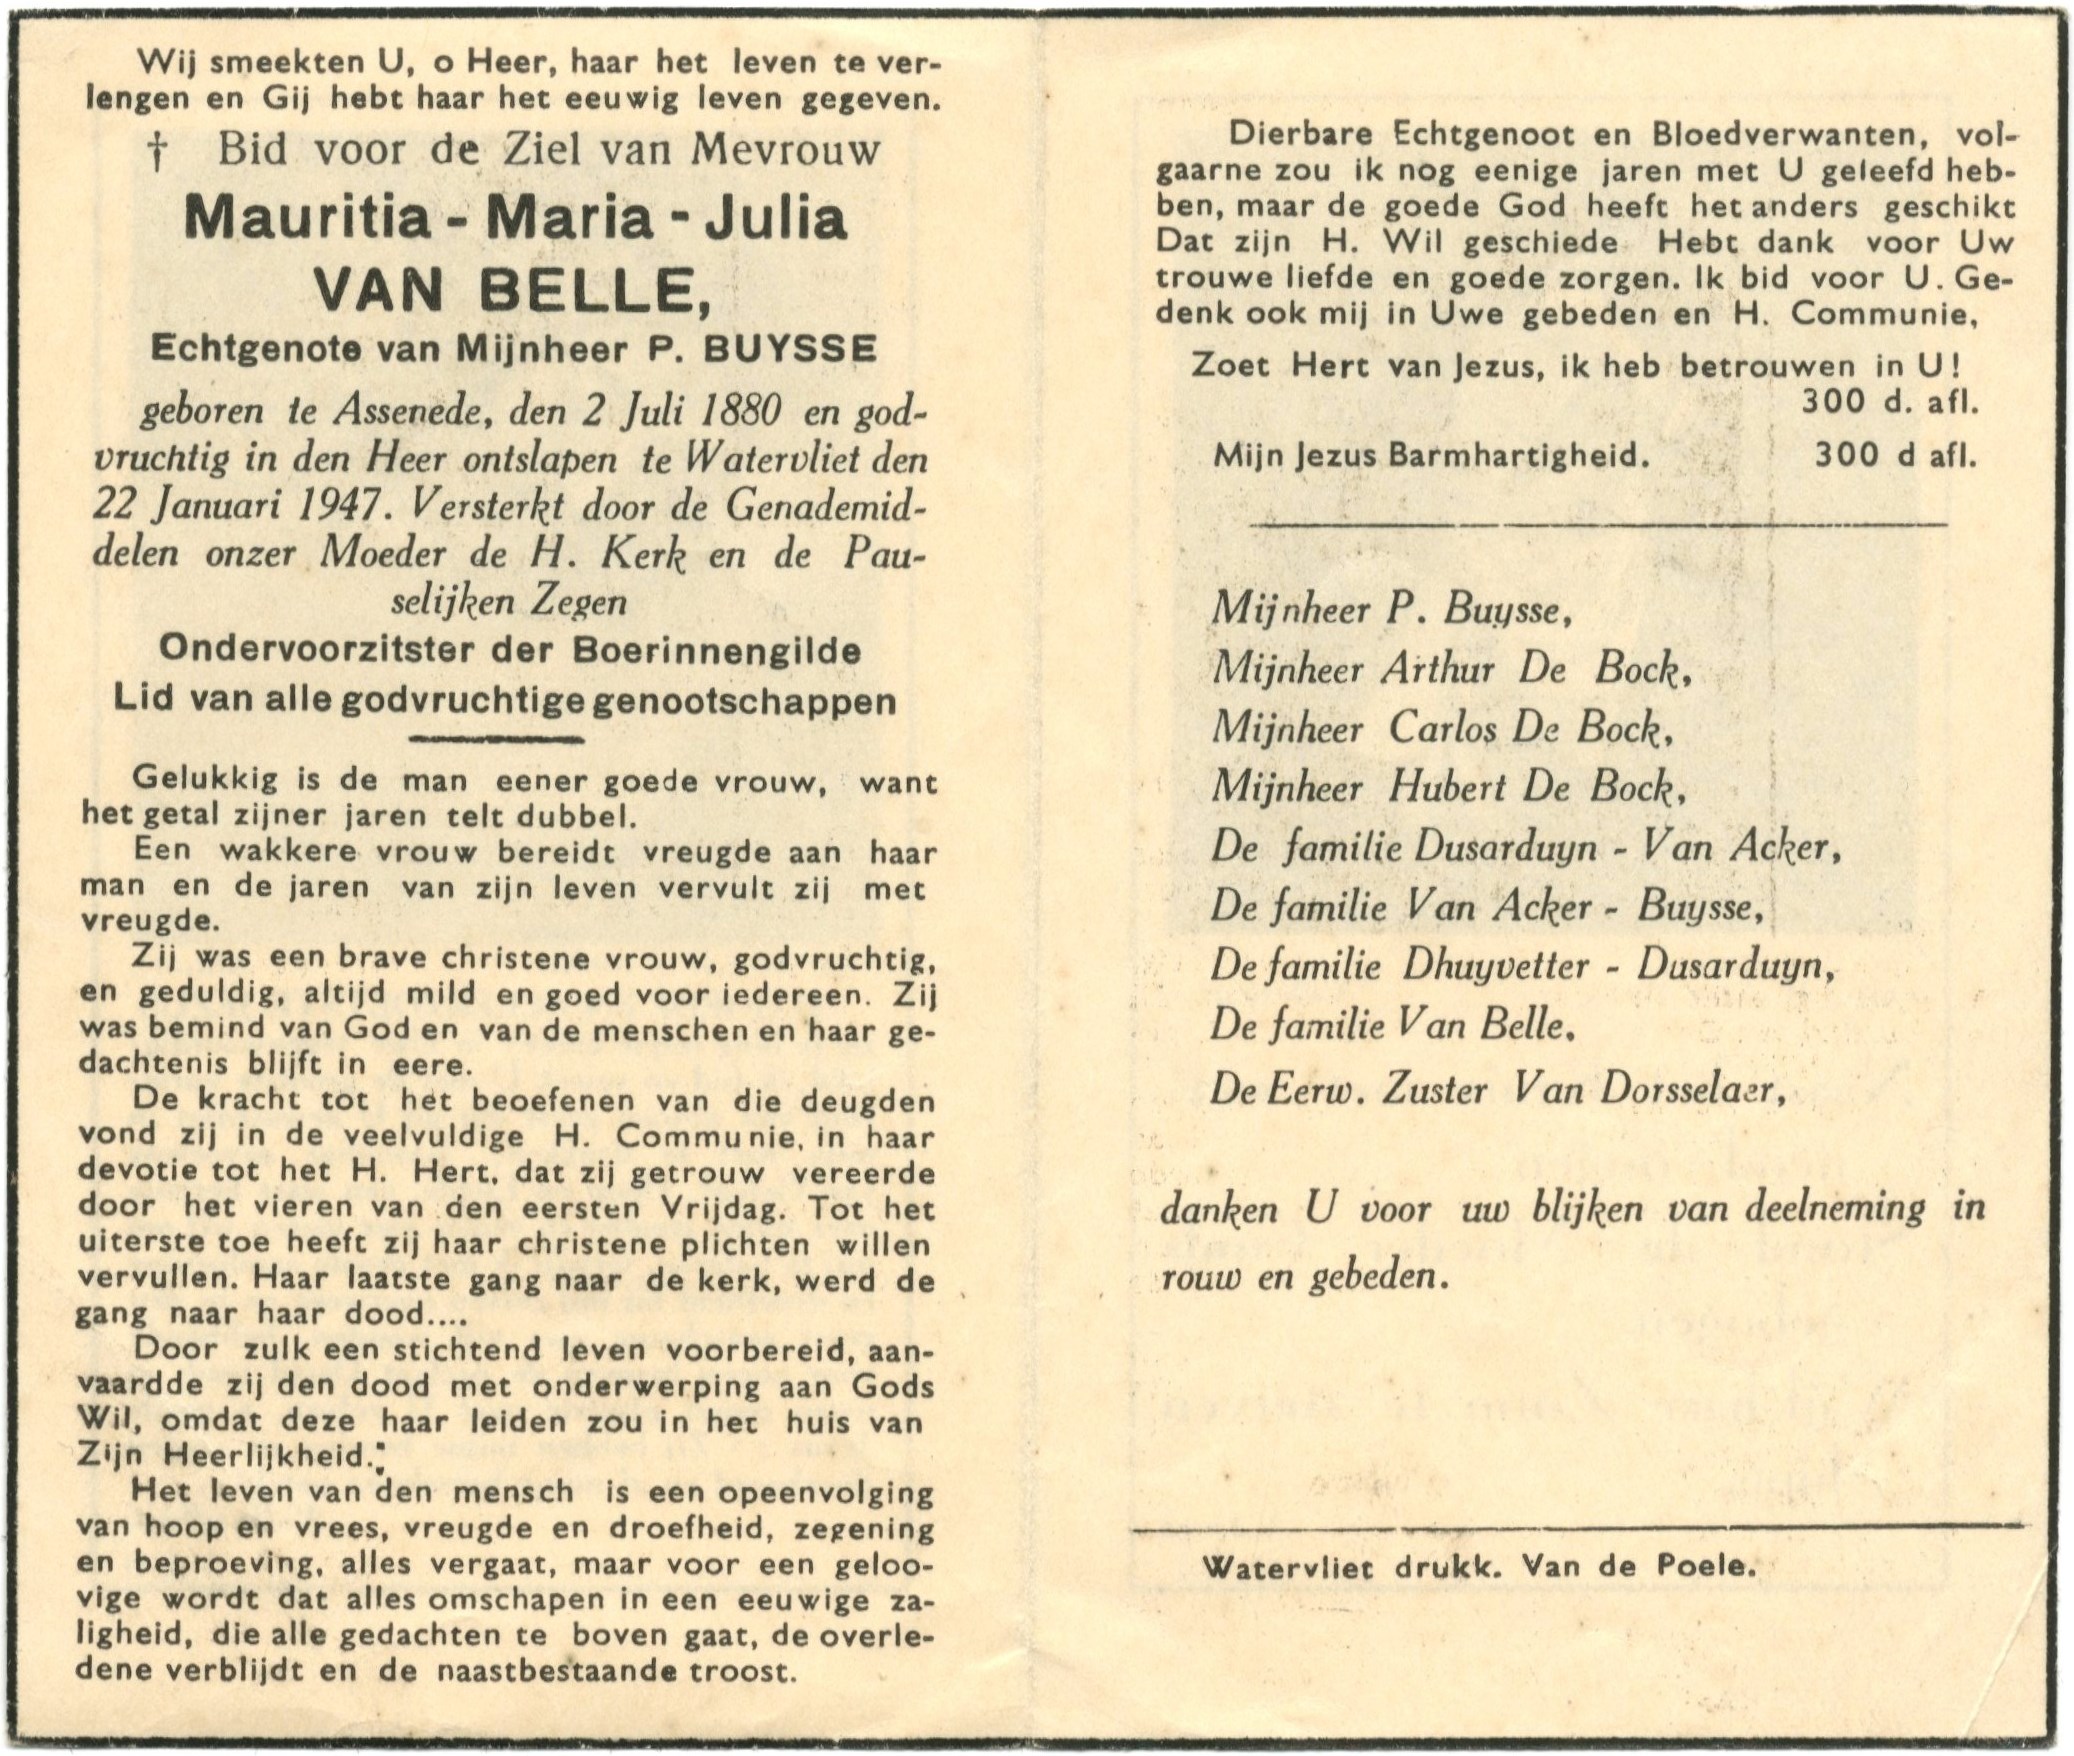 Wij smeekten U, o Heer, haar het leven te ver-
lengen en Gij hebt haar het eeuwig leven gegeven.
† Bid voor de Ziel van Mevrouw
Mauritia - Maria - Julia
VAN BELLE,
Echtgenote van Mijnheer P. BUYSSE
geboren te Assenede, den 2 Juli 1880 en god-
vruchtig in den Heer ontslapen te Watervliet den
22 Januari 1947. Versterkt door de Genademid-
delen onzer Moeder de H. Kerk en de Pau-
selijken Zegen
Ondervoorzitster der Boerinnengilde
Lid van alle godvruchtige genootschappen
Gelukkig is de man eener goede vrouw, want
het getal zijner jaren telt dubbel.
Een wakkere vrouw bereidt vreugde aan haar
man en de jaren van zijn leven vervult zij met
vreugde.
Zij was een brave christene vrouw, godvruchtig,
en geduldig, altijd mild en goed voor iedereen. Zij
was bemind van God en van de menschen en haar ge-
dachtenis blijft in eere.
De kracht tot het beoefenen van die deugden
vond zij in de veelvuldige H. Communie, in haar
devotie tot het H. Hert, dat zij getrouw vereerde
door het vieren van den eersten Vrijdag. Tot het
uiterste toe heeft zij haar christene plichten willen
vervullen. Haar laatste gang naar de kerk, werd de
gang naar haar dood....
Door zulk een stichtend leven voorbereid, aan-
vaardde zij den dood met onderwerping aan Gods
Wil, omdat deze haar leiden zou in het huis van
Zijn Heerlijkheid.
Het leven van den mensch is een opeenvolging
van hoop en vrees, vreugde en droefheid, zegening
en beproeving, alles vergaat, maar voor een geloo-
vige wordt dat alles omschapen in een eeuwige za-
ligheid, die alle gedachten te boven gaat, de overle-
dene verblijdt en de naastbestaande troost.
Dierbare Echtgenoot en Bloedverwanten, vol-
gaarne zou ik nog eenige jaren met U geleefd heb-
ben, maar de goede God heeft het anders geschikt
Dat zijn H. Wil geschiede Hebt dank voor Uw
trouwe liefde en goede zorgen. Ik bid voor U. Ge-
denk ook mij in Uwe gebeden en H. Communie,
Zoet Hert van Jezus, ik heb betrouwen in U!
300 d. afl.
Mijn Jezus Barmhartigheid. 300 d afl.
Mijnheer P. Buysse,
Mijnheer Arthur De Bock,
Mijnheer Carlos De Bock,
Mijnheer Hubert De Bock,
De familie Dusarduyn - Van Acker,
De familie Van Acker - Buysse,
De familie Dhuyvetter - Dusarduyn,
De familie Van Belle,
De Eerw. Zuster Van Dorsselaer,
danken U voor uw blijken van deelneming in
rouw en gebeden.
Watervliet drukk. Van de Poele.